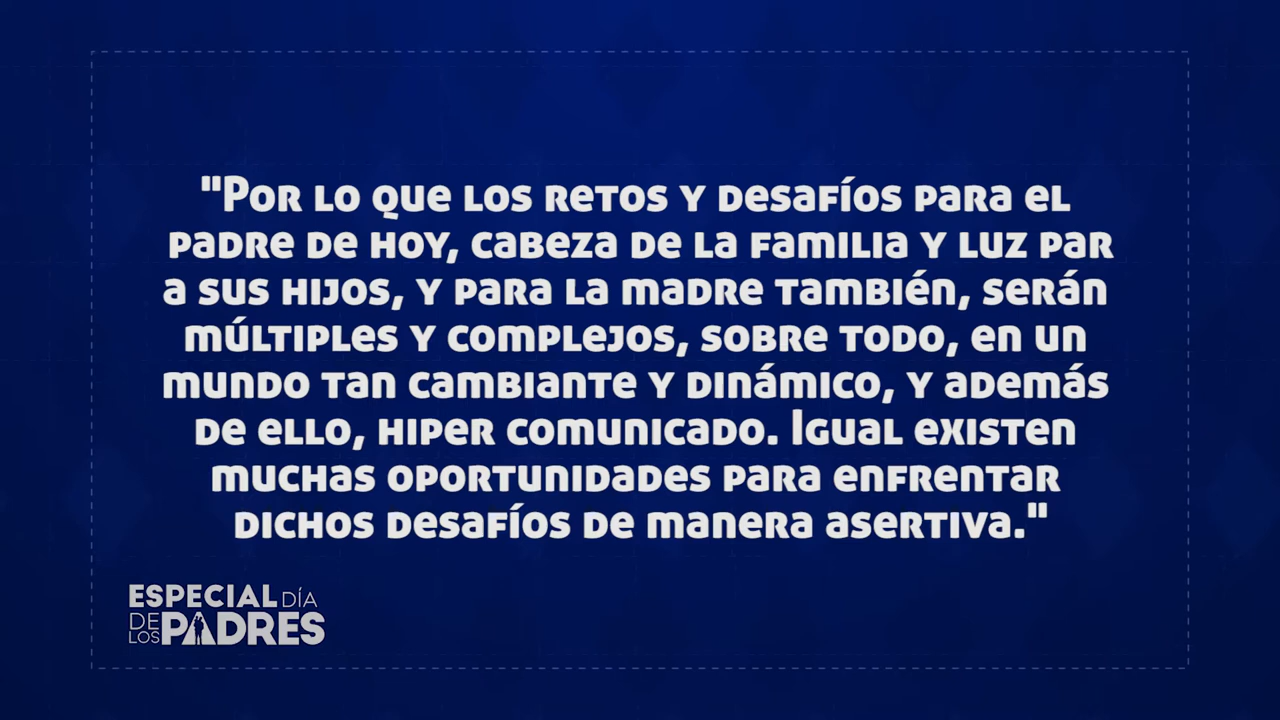 "Por lo que los retos y desafíos para el
padre de hoy, cabeza de la familia y luz par
a sus hijos, y para la madre también, serán
múltiples y complejos, sobre todo, en un
mundo tan cambiante y dinámico, y además
de ello, hiper comunicado. Igual existen
muchas oportunidades para enfrentar
dichos desafíos de manera asertiva."
ESPECIAL DÍA
DE LOS PADRES